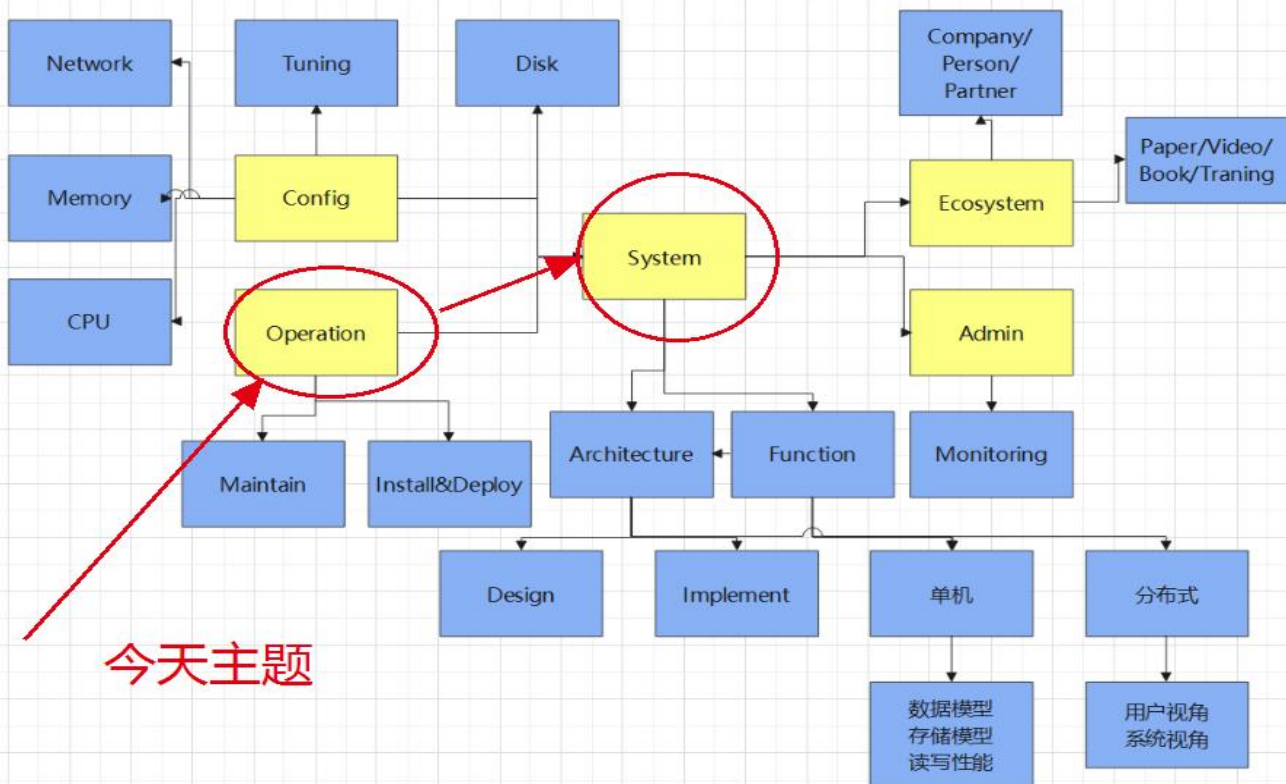 Network
Tuning
Disk
Company/
Person/
Partner
Paper/Video/
Book/Traning
Memory
Config
System
Ecosystem
CPU
Operation
Admin
Maintain
Install&Deploy
Architecture
Function
Monitoring
Design
Implement
单机
分布式
今天主题
数据模型
存储模型
读写性能
用户视角
系统视角